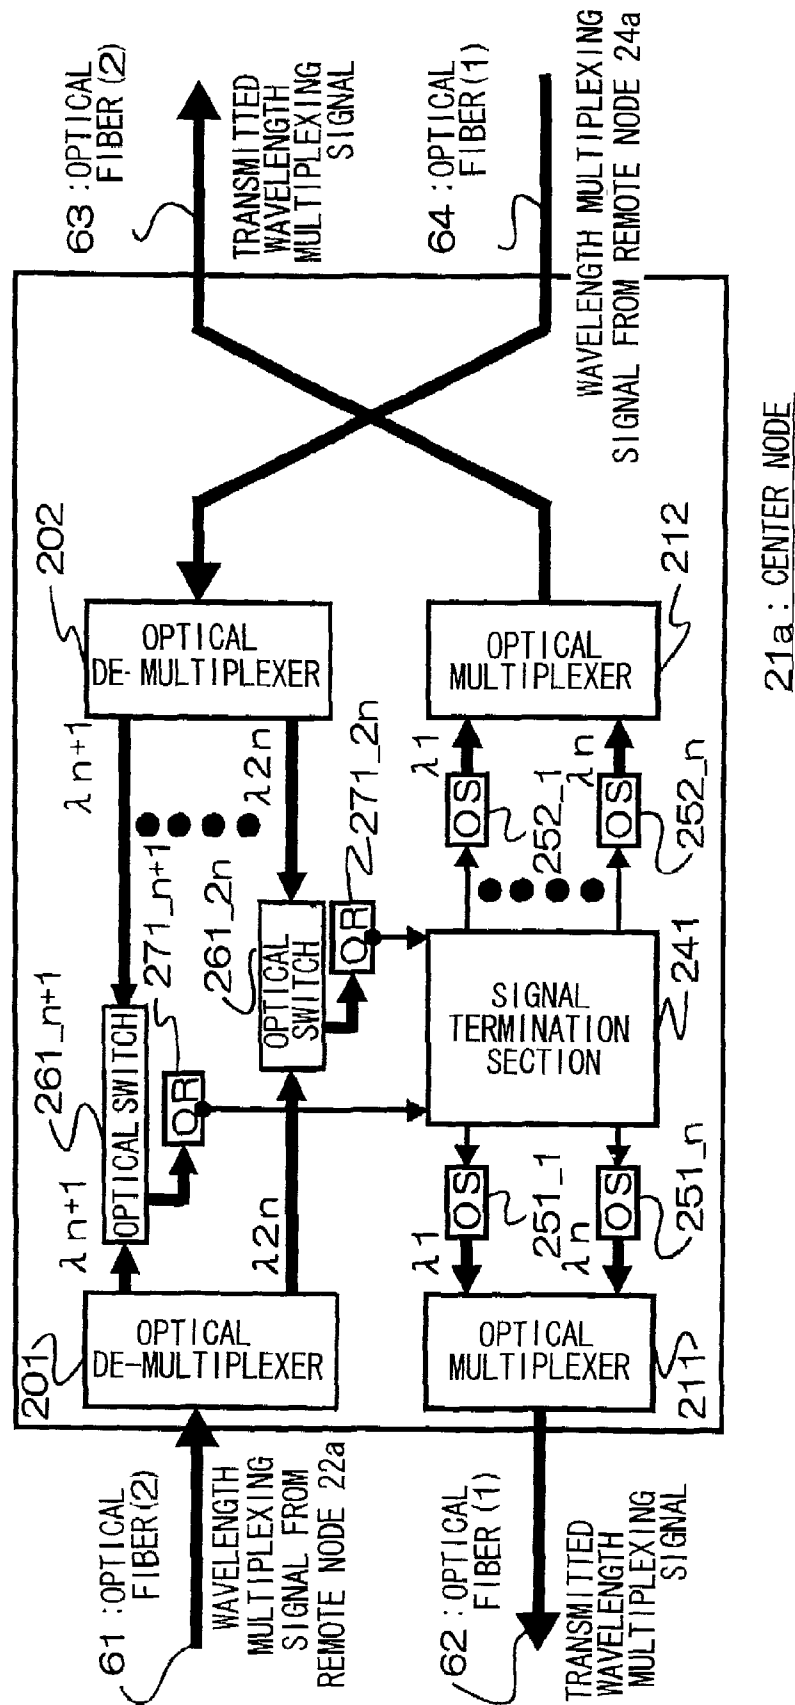 61 : OPTICAL
FIBER(2)
WAVELENGTH
MULTIPLEXING
SIGNAL FROM
REMOTE NODE 22a
201
OPTICAL
DE-MULTIPLEXER
λn+1
λ2n
261_n+1
OPTICAL SWITCH
OR
271_n+1
λn+1
261_2n
OPTICAL
SWITCH
OR
271_2n
λ2n
202
OPTICAL
DE-MULTIPLEXER
63 : OPTICAL
FIBER(2)
TRANSMITTED
WAVELENGTH
MULTIPLEXING
SIGNAL
62 : OPTICAL
FIBER(1)
TRANSMITTED
WAVELENGTH
MULTIPLEXING
SIGNAL
OPTICAL
MULTIPLEXER
211
λ1
OS
251_1
λn
OS
251_n
SIGNAL
TERMINATION
SECTION
241
λ1
OS
252_1
λn
OS
252_n
OPTICAL
MULTIPLEXER
212
64 : OPTICAL
FIBER(1)
WAVELENGTH MULTIPLEXING
SIGNAL FROM REMOTE NODE 24a
21a : CENTER NODE